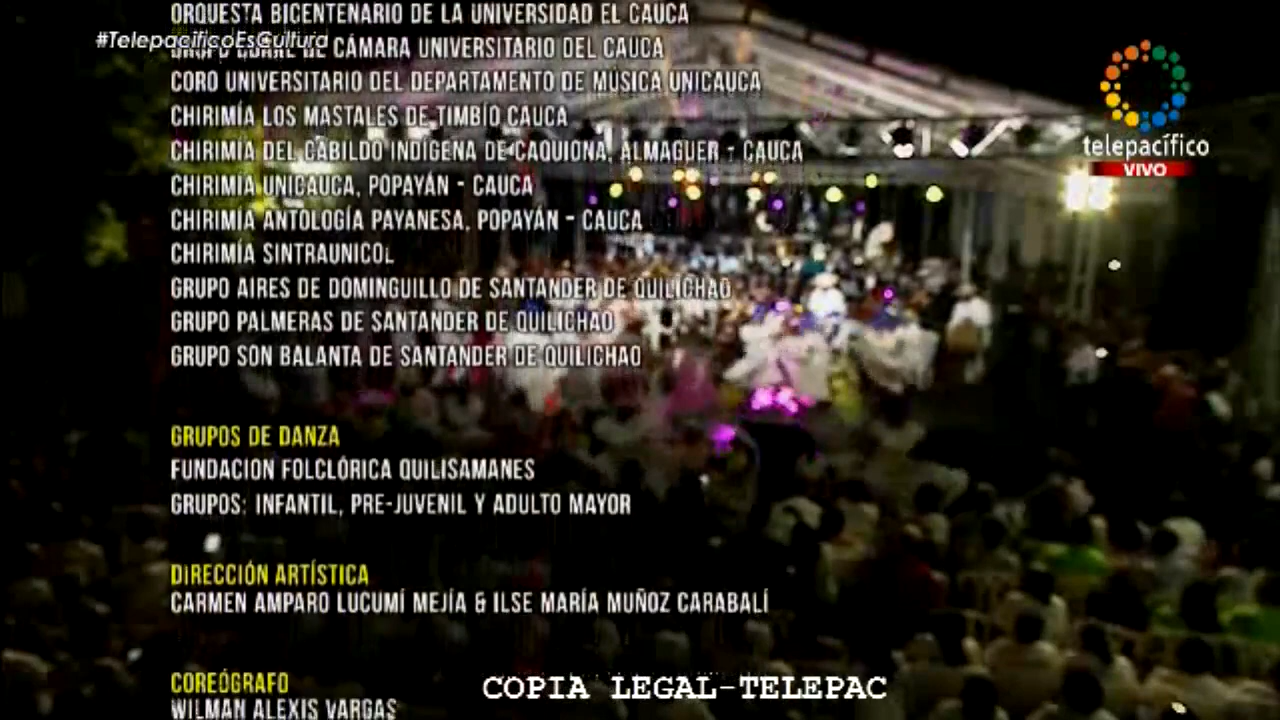 ORQUESTA BICENTENARIO DE LA UNIVERSIDAD EL CAUCA
#TelepacificoEsCultura
DE CÁMARA UNIVERSITARIO DEL CAUCA
CORO UNIVERSITARIO DEL DEPARTAMENTO DE MÚSICA UNICAUCA
CHIRIMÍA LOS MASTALES DE TIMBÍO CAUCA
CHIRIMÍA DEL CABILDO INDÍGENA DE CAQUIONA, ALMAGUER - CAUCA
CHIRIMÍA UNICAUCA, POPAYÁN - CAUCA
CHIRIMÍA ANTOLOGÍA PAYANESA, POPAYÁN - CAUCA
CHIRIMÍA SINTRAUNICOL
GRUPO AIRES DE DOMINGUILLO DE SANTANDER DE QUILICHAO
GRUPO PALMERAS DE SANTANDER DE QUILICHAO
GRUPO SON BALANTA DE SANTANDER DE QUILICHAO
GRUPOS DE DANZA
FUNDACION FOLCLÓRICA QUILISAMANES
GRUPOS: INFANTIL, PRE-JUVENIL Y ADULTO MAYOR
DIRECCIÓN ARTÍSTICA
CARMEN AMPARO LUCUMÍ MEJÍA & ILSE MARÍA MUÑOZ CARABALÍ
COREÓGRAFO
WILMAN ALEXIS VARGAS
telepacífico
VIVO
COPIA LEGAL-TELEPAC